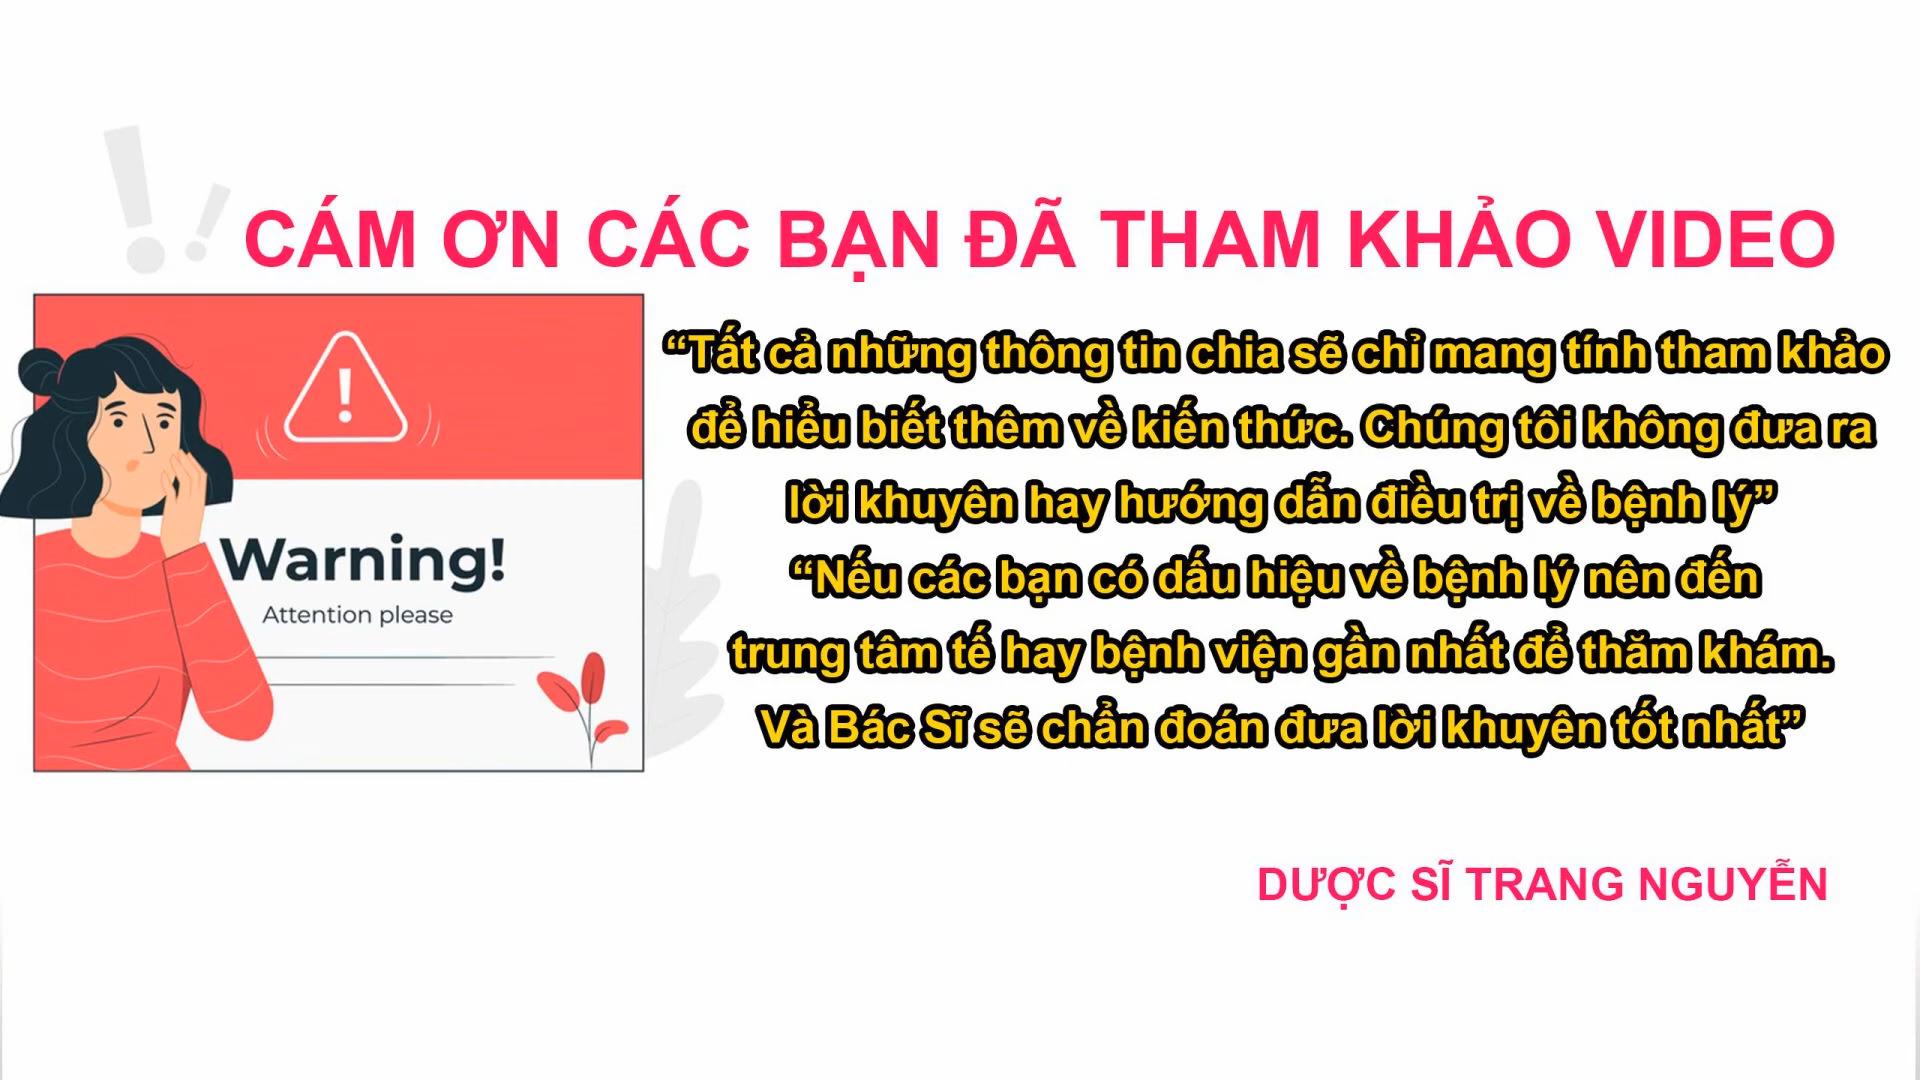 CÁM ƠN CÁC BẠN ĐÃ THAM KHẢO VIDEO
Warning!
Attention please
“Tất cả những thông tin chia sẽ chỉ mang tính tham khảo
để hiểu biết thêm về kiến thức. Chúng tôi không đưa ra
lời khuyên hay hướng dẫn điều trị về bệnh lý”
“Nếu các bạn có dấu hiệu về bệnh lý nên đến
trung tâm tế hay bệnh viện gần nhất để thăm khám.
Và Bác Sĩ sẽ chẩn đoán đưa lời khuyên tốt nhất”
DƯỢC SĨ TRANG NGUYỄN